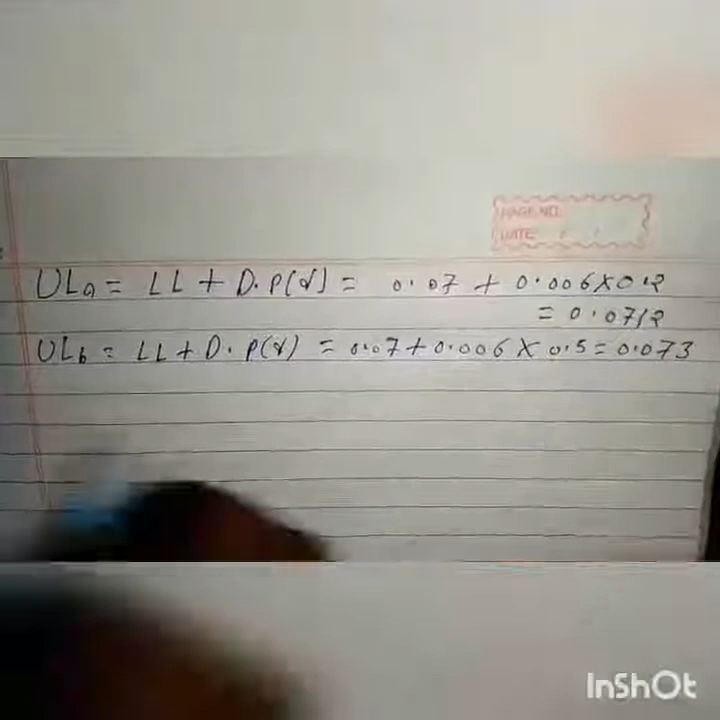 PAGE NO.
DATE: / /
ULa = LL + D. P(r) = 0.07 + 0.006 x 0.2
= 0.0712
ULb = LL + D. P(r) = 0.07 + 0.006 X 0.5 = 0.073
InShOt